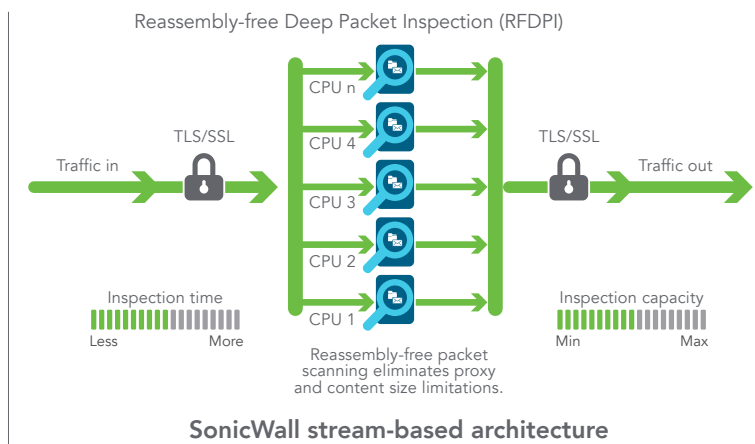 Reassembly-free Deep Packet Inspection (RFDPI)
CPU n
TLS/SSL
CPU 4
TLS/SSL
Traffic in
Traffic out
CPU 3
CPU 2
Inspection time
Less More
CPU 1
Inspection capacity
Min Max
Reassembly-free packet
scanning eliminates proxy
and content size limitations.
SonicWall stream-based architecture